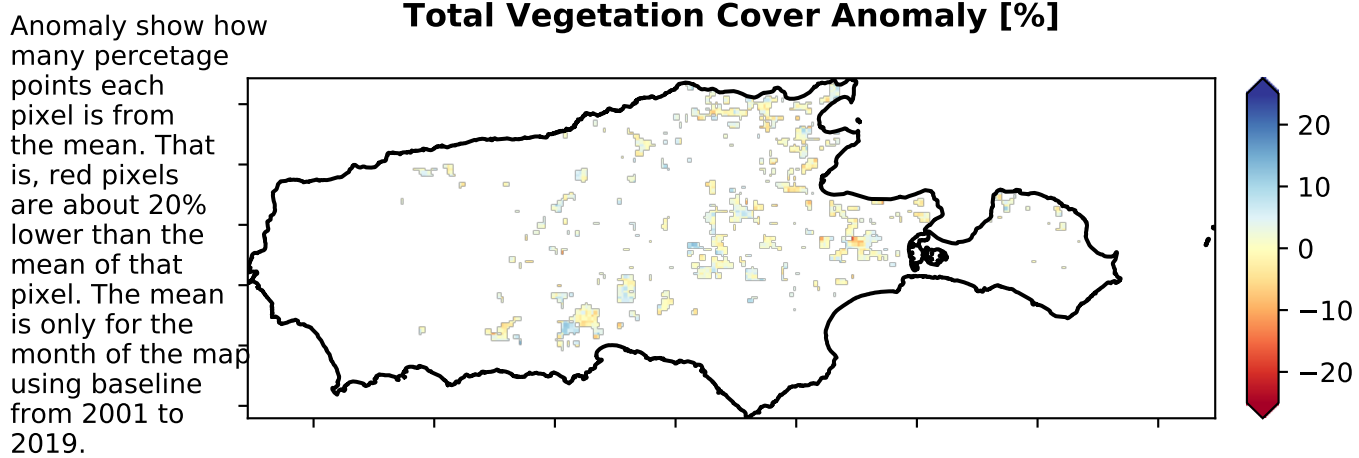 Total Vegetation Cover Anomaly [%]
Anomaly show how
many percetage
points each
pixel is from
the mean. That
is, red pixels
are about 20%
lower than the
mean of that
pixel. The mean
is only for the
month of the map
using baseline
from 2001 to
2019.
20
10
0
−10
−20